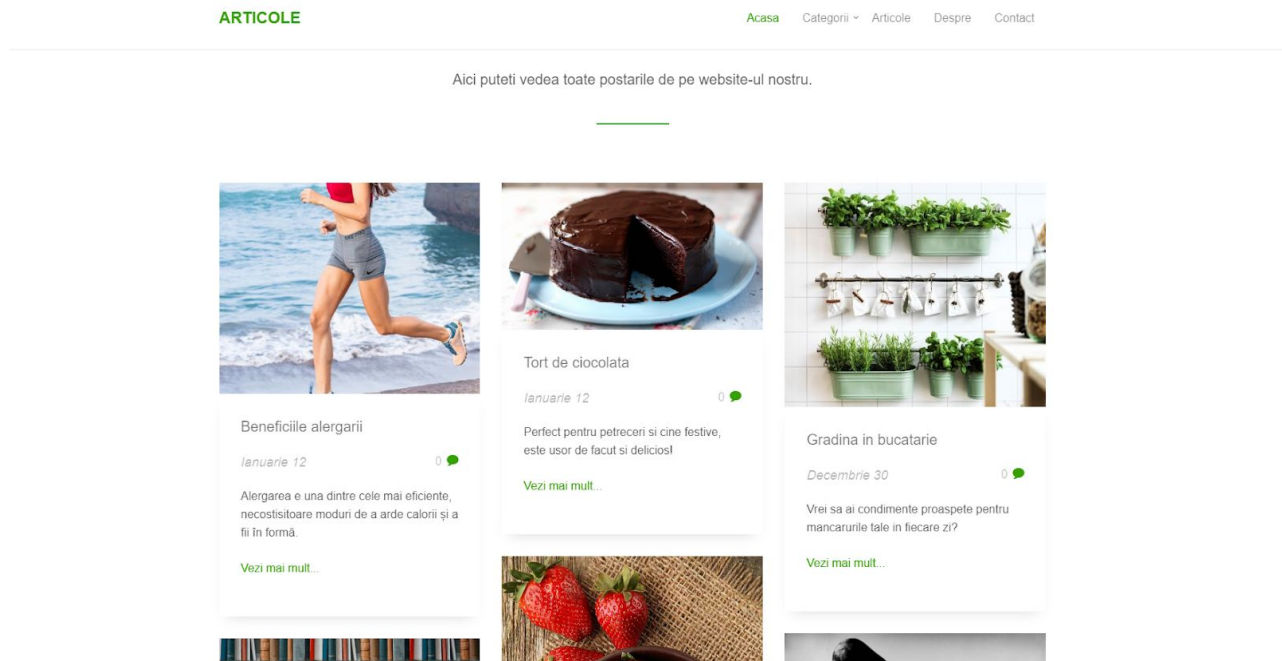 ARTICOLE
Acasa Categorii Articole Despre Contact
Aici puteti vedea toate postarile de pe website-ul nostru.
Beneficiile alergarii
Ianuarie 12 0
Alergarea e una dintre cele mai eficiente,
necostisitoare moduri de a arde calorii și a
fii în formă.
Vezi mai mult...
Tort de ciocolata
Ianuarie 12 0
Perfect pentru petreceri si cine festive,
este usor de facut si delicios!
Vezi mai mult...
Gradina in bucatarie
Decembrie 30 0
Vrei sa ai condimente proaspete pentru
mancarurile tale in fiecare zi?
Vezi mai mult...